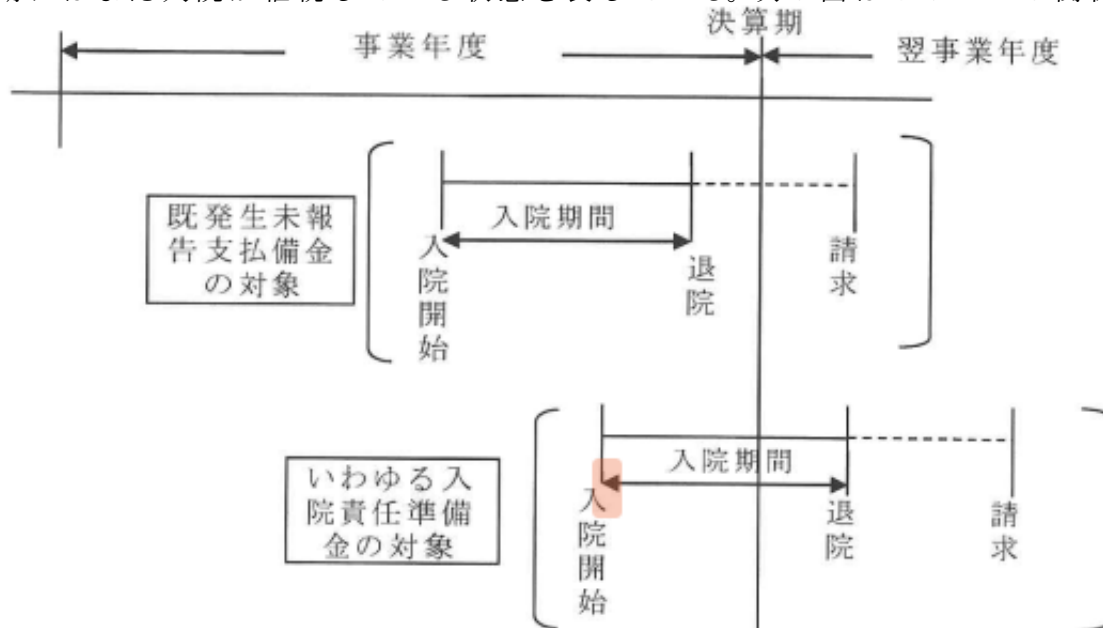 決算期
事業年度
翌事業年度
既発生未報
告支払備金
の対象
入院期間
入院開始
退院
請求
いわゆる入
院責任準備
金の対象
入院期間
入院開始
退院
請求